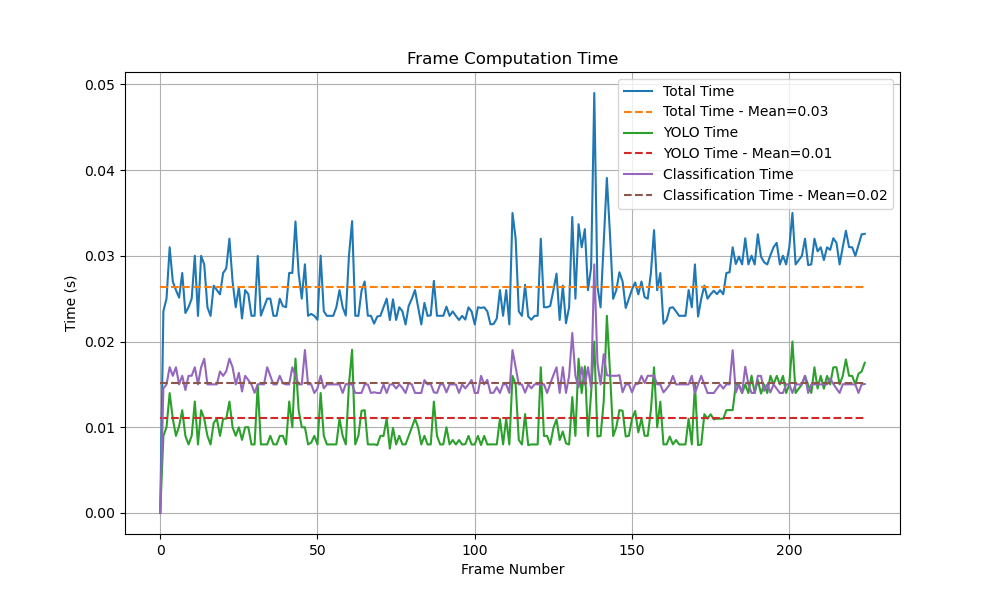 Frame Computation Time
Total Time
Total Time - Mean=0.03
YOLO Time
YOLO Time - Mean=0.01
Classification Time
Classification Time - Mean=0.02
Time (s)
0.05
0.04
0.03
0.02
0.01
0.00
0 50 100 150 200
Frame Number